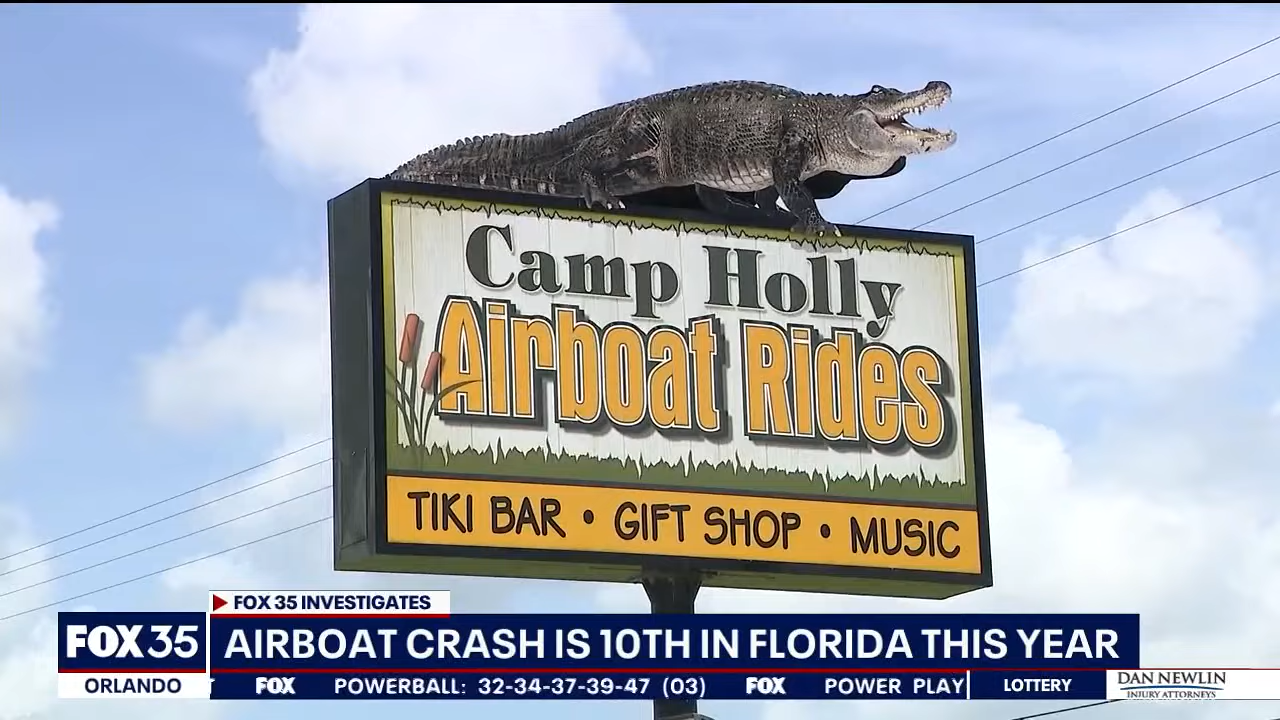 Camp Holly
Airboat Rides
TIKI BAR • GIFT SHOP • MUSIC
FOX 35 INVESTIGATES
FOX 35
AIRBOAT CRASH IS 10TH IN FLORIDA THIS YEAR
ORLANDO
FOX POWERBALL: 32-34-37-39-47 (03) FOX POWER PLAY
LOTTERY
DAN NEWLIN
INJURY ATTORNEYS